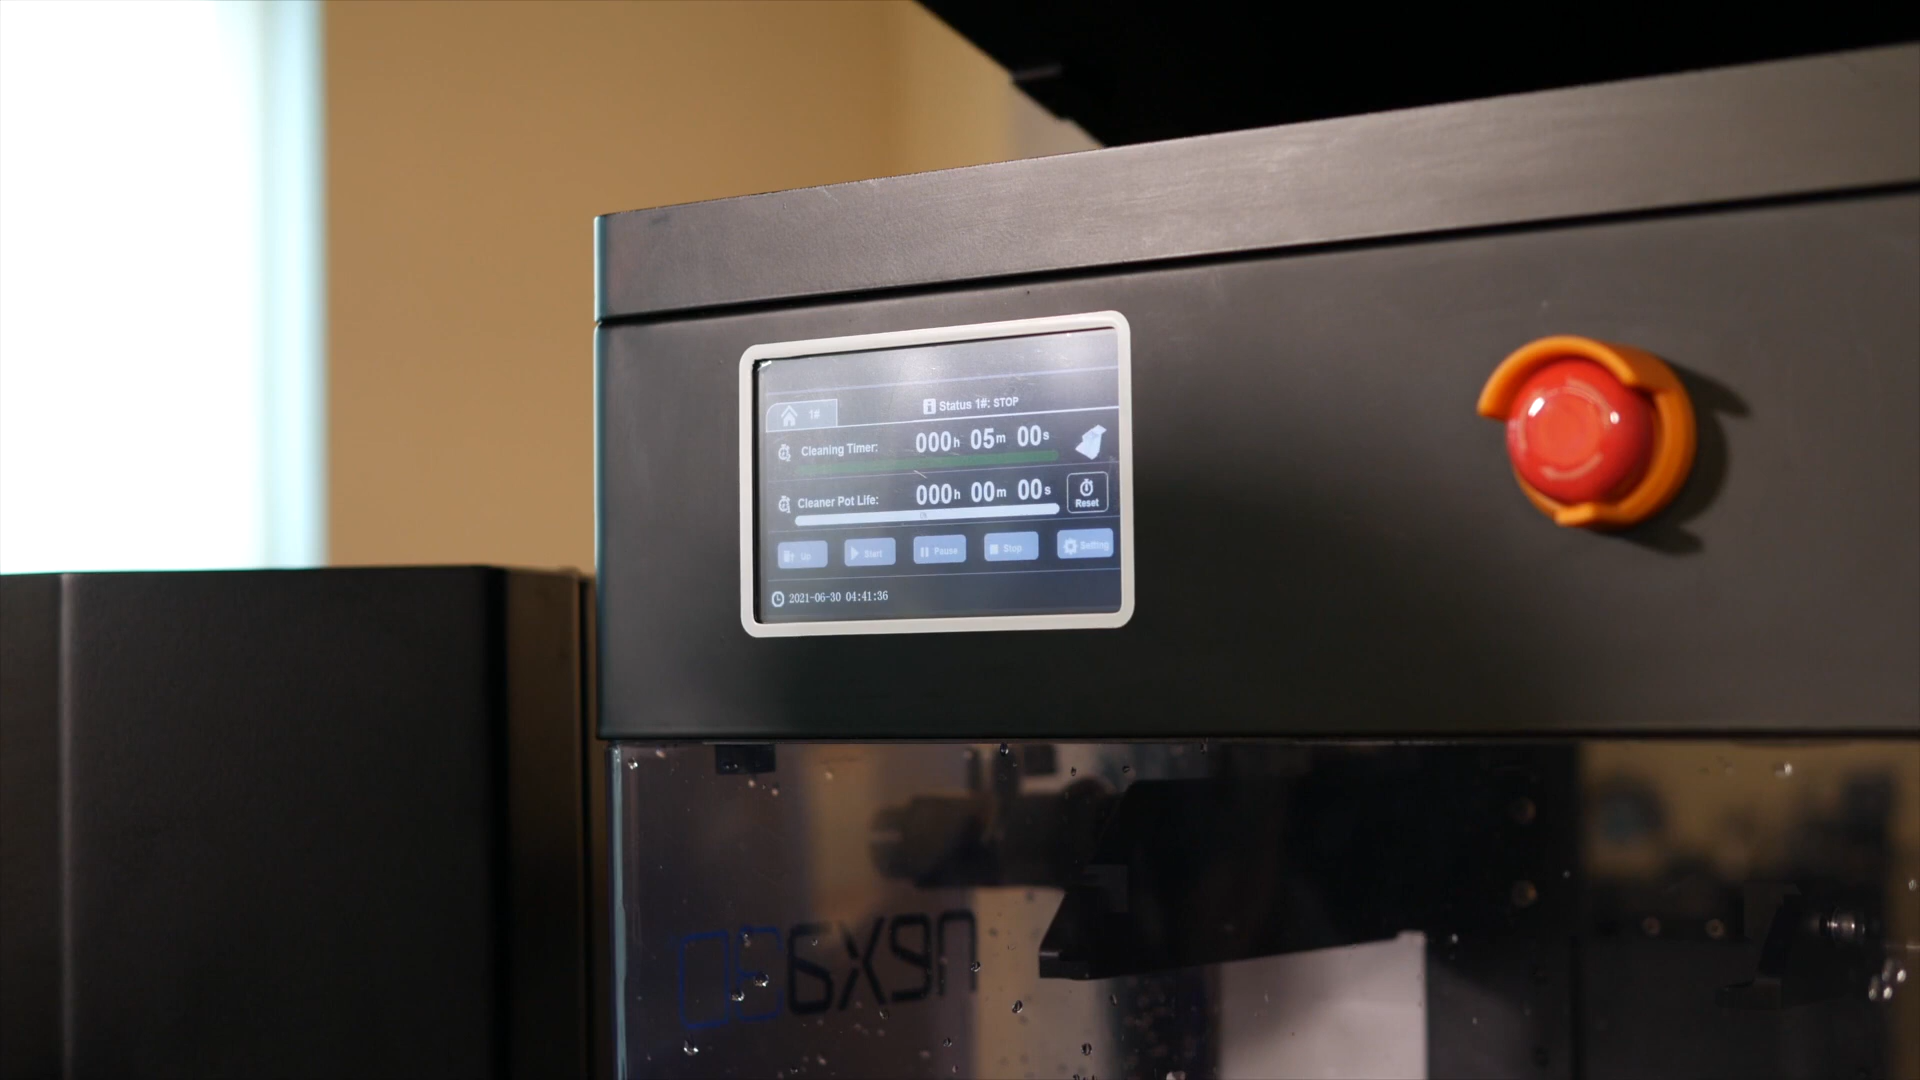 1#
Status 1#: STOP
Cleaning Timer: 000h 05m 00s
Cleaner Pot Life: 000h 00m 00s
Reset
Up Start Pause Stop Setting
2021-06-30 04:41:36